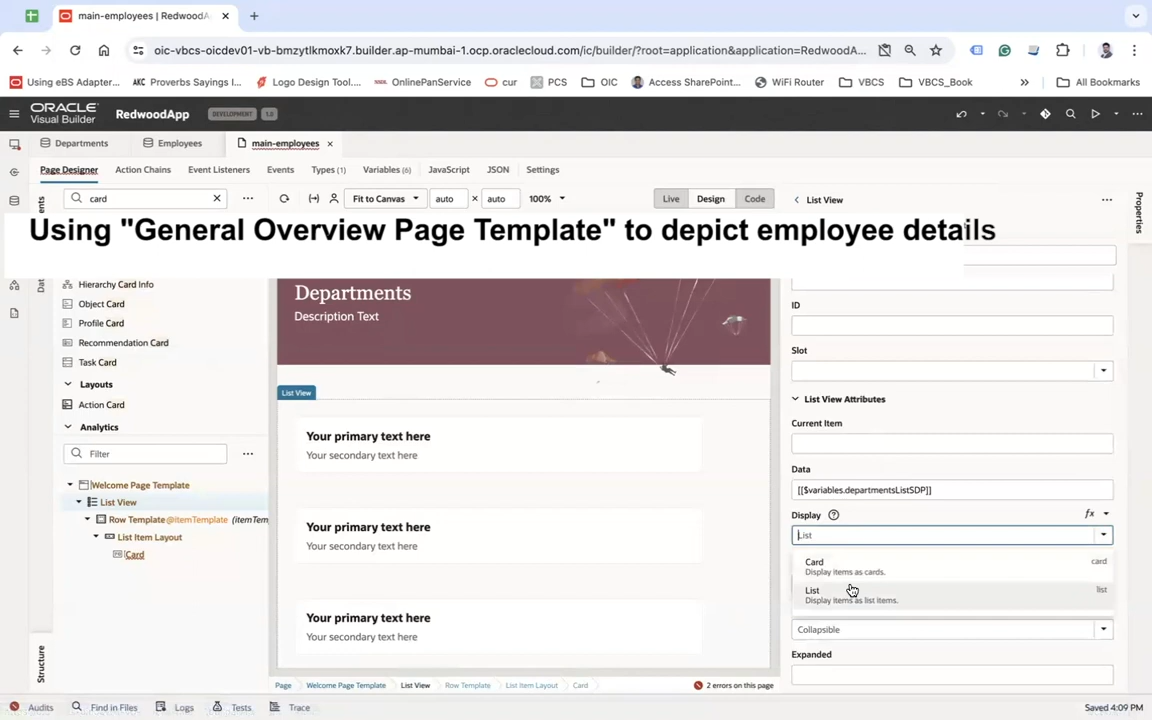 main-employees | RedwoodA
oic-vbcs-oicdev01-vb-bmzytlkmoxk7.builder.ap-mumbai-1.ocp.oraclecloud.com/ic/builder/?root=application&application=RedwoodA...
Using eBS Adapter...
Proverbs Sayings I...
Logo Design Tool....
OnlinePanService
cur
PCS
OIC
Access SharePoint...
WiFi Router
VBCS
VBCS_Book
All Bookmarks
ORACLE
Visual Builder
RedwoodApp
DEVELOPMENT
1.0
Departments
Employees
main-employees
Page Designer
Action Chains
Event Listeners
Events
Types (1)
Variables (6)
JavaScript
JSON
Settings
card
Fit to Canvas
auto
×
auto
100%
Live
Design
Code
List View
Properties
Using "General Overview Page Template" to depict employee details
Hierarchy Card Info
Object Card
Profile Card
Recommendation Card
Task Card
Layouts
Action Card
Analytics
Filter
Welcome Page Template
List View
Row Template @itemTemplate (itemTemp
List Item Layout
Card
Structure
Departments
Description Text
List View
Your primary text here
Your secondary text here
Your primary text here
Your secondary text here
Your primary text here
Your secondary text here
ID
Slot
List View Attributes
Current Item
Data
[[$variables.departmentsListSDP]]
Display
fx
List
Card
card
Display items as cards.
List
list
Display items as list items.
Collapsible
Expanded
Page
Welcome Page Template
List View
Row Template
List Item Layout
Card
2 errors on this page
Audits
Find in Files
Logs
Tests
Trace
Saved 4:09 PM